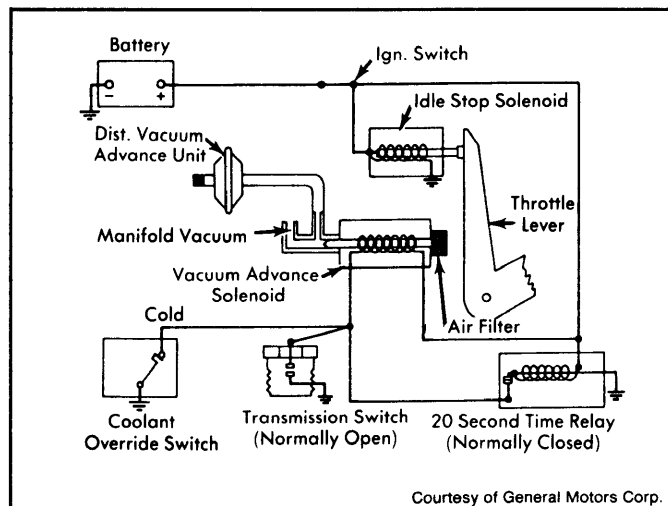 Battery
Ign. Switch
- +
Idle Stop Solenoid
Dist. Vacuum
Advance Unit
Throttle
Lever
Manifold Vacuum
Vacuum Advance
Solenoid
Air Filter
Cold
Coolant
Override Switch
Transmission Switch
(Normally Open)
20 Second Time Relay
(Normally Closed)
Courtesy of General Motors Corp.